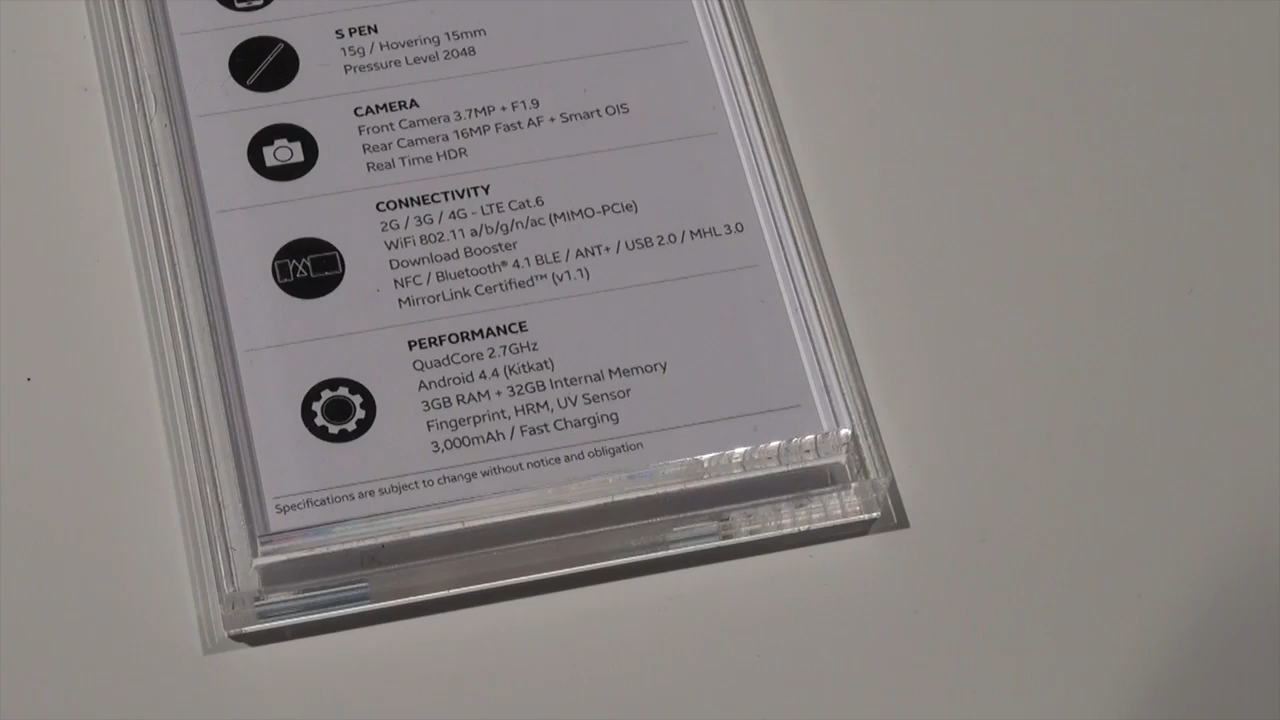 S PEN
15g / Hovering 15mm
Pressure Level 2048
CAMERA
Front Camera 3.7MP + F1.9
Rear Camera 16MP Fast AF + Smart OIS
Real Time HDR
CONNECTIVITY
2G / 3G / 4G - LTE Cat.6
WiFi 802.11 a/b/g/n/ac (MIMO-PCIe)
Download Booster
NFC / Bluetooth® 4.1 BLE / ANT+ / USB 2.0 / MHL 3.0
MirrorLink Certified™ (v1.1)
PERFORMANCE
QuadCore 2.7GHz
Android 4.4 (Kitkat)
3GB RAM + 32GB Internal Memory
Fingerprint, HRM, UV Sensor
3,000mAh / Fast Charging
Specifications are subject to change without notice and obligation